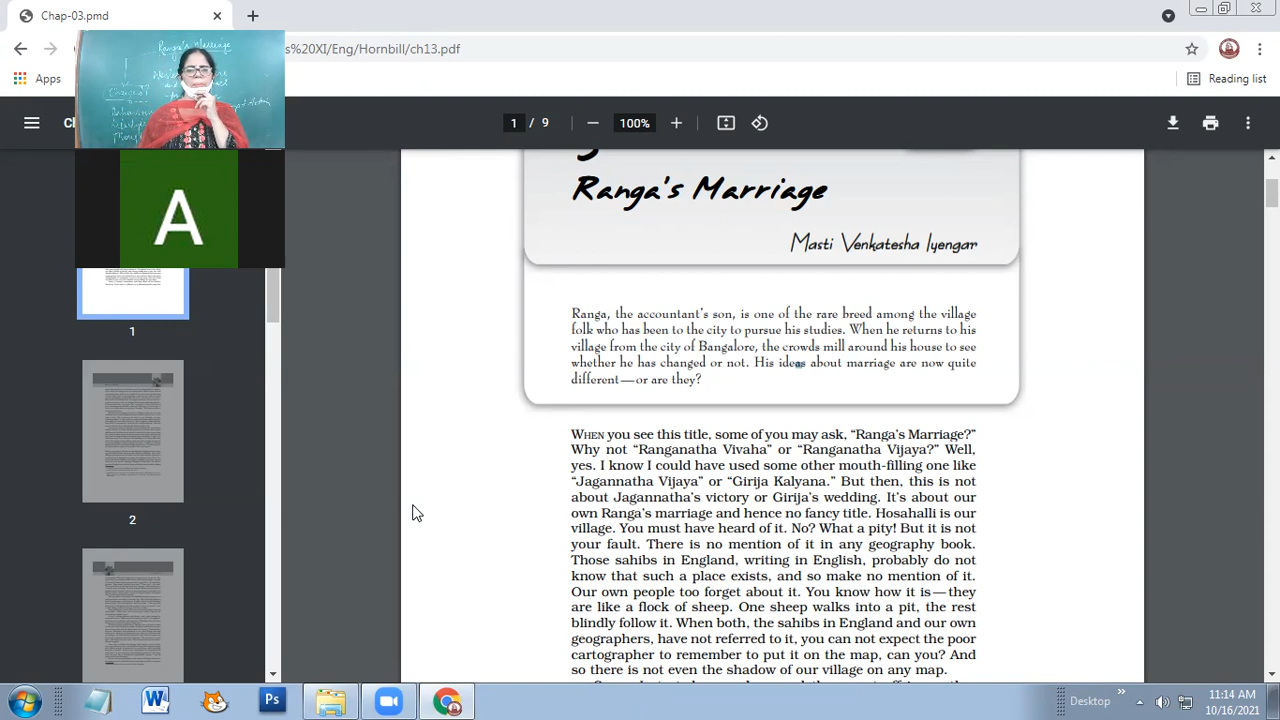 Chap-03.pmd
s%20XI/Eng/Hornbill/ch13.pdf
Apps
Reading list
Ranga's Marriage
Character
1 / 9
100%
A
1
2
Ranga's Marriage
Masti Venkatesha Iyengar
Ranga, the accountant's son, is one of the rare breed among the village
folk who has been to the city to pursue his studies. When he returns to his
village from the city of Bangalore, the crowds mill around his house to see
whether he has changed or not. His ideas about marriage are now quite
different—or are they?
WHEN you see this title, some of you may ask, “Ranga's Marriage?”
Why not “Ranganatha Vivaha” or “Ranganatha Vijaya?” Well,
yes. I know I could have used some other mouth-filling one like
“Jagannatha Vijaya” or “Girija Kalyana.” But then, this is not
about Jagannatha's victory or Girija's wedding. It's about our
own Ranga's marriage and hence no fancy title. Hosahalli is our
village. You must have heard of it. No? What a pity! But it is not
your fault. There is no mention of it in any geography book.
Those sahibs in England, writing in English, probably do not
know that such a place exists, and so make no mention of it.
Our own people too forget about it. You know how it is—they
are like a flock of sheep. One sheep walks into a pit, the rest
blindly follow it. When both, the sahibs in England and our own
geographers, have not referred to it, you can not expect the poor
cartographer to remember to put it on the map, can you? And
so there is not even the shadow of our village on any map.
Desktop
11:14 AM
10/16/2021